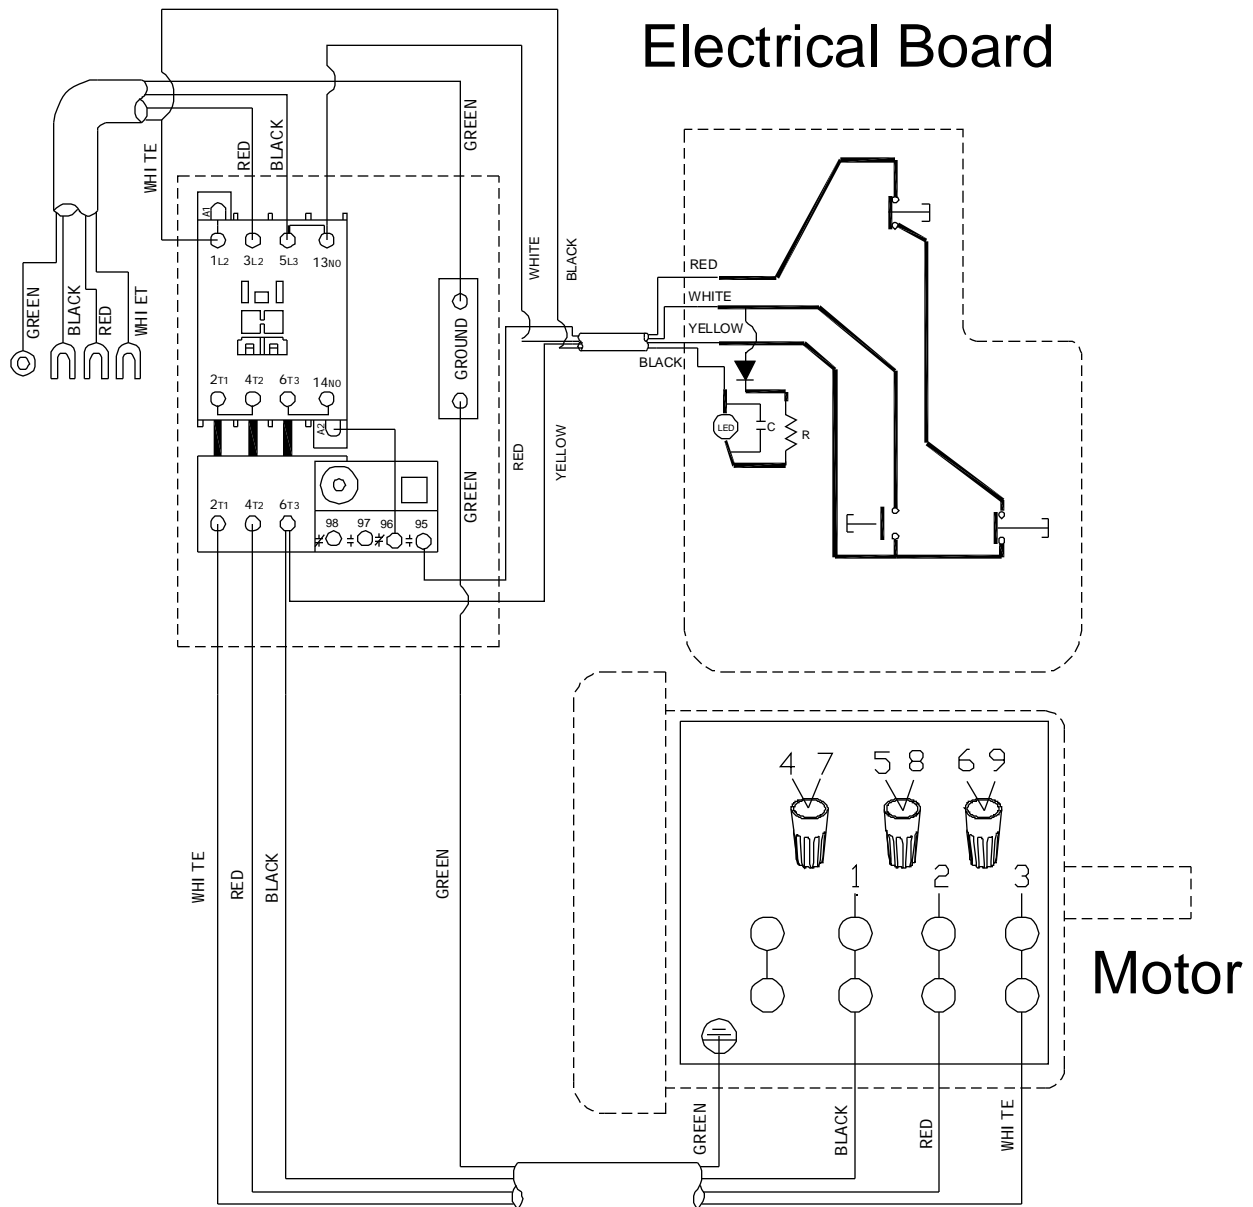 Electrical Board
WHITE
RED
BLACK
GREEN
A1
1L2 3L2 5L3 13NO
WHITE
BLACK
RED
WHITE
YELLOW
BLACK
GREEN
BLACK
RED
WHIET
GROUND
LED C R
2T1 4T2 6T3 14NO
A2
RED
YELLOW
GREEN
2T1 4T2 6T3
98 97 96 95
4 7 5 8 6 9
WHITE
RED
BLACK
GREEN
1 2 3
Motor
GREEN
BLACK
RED
WHITE